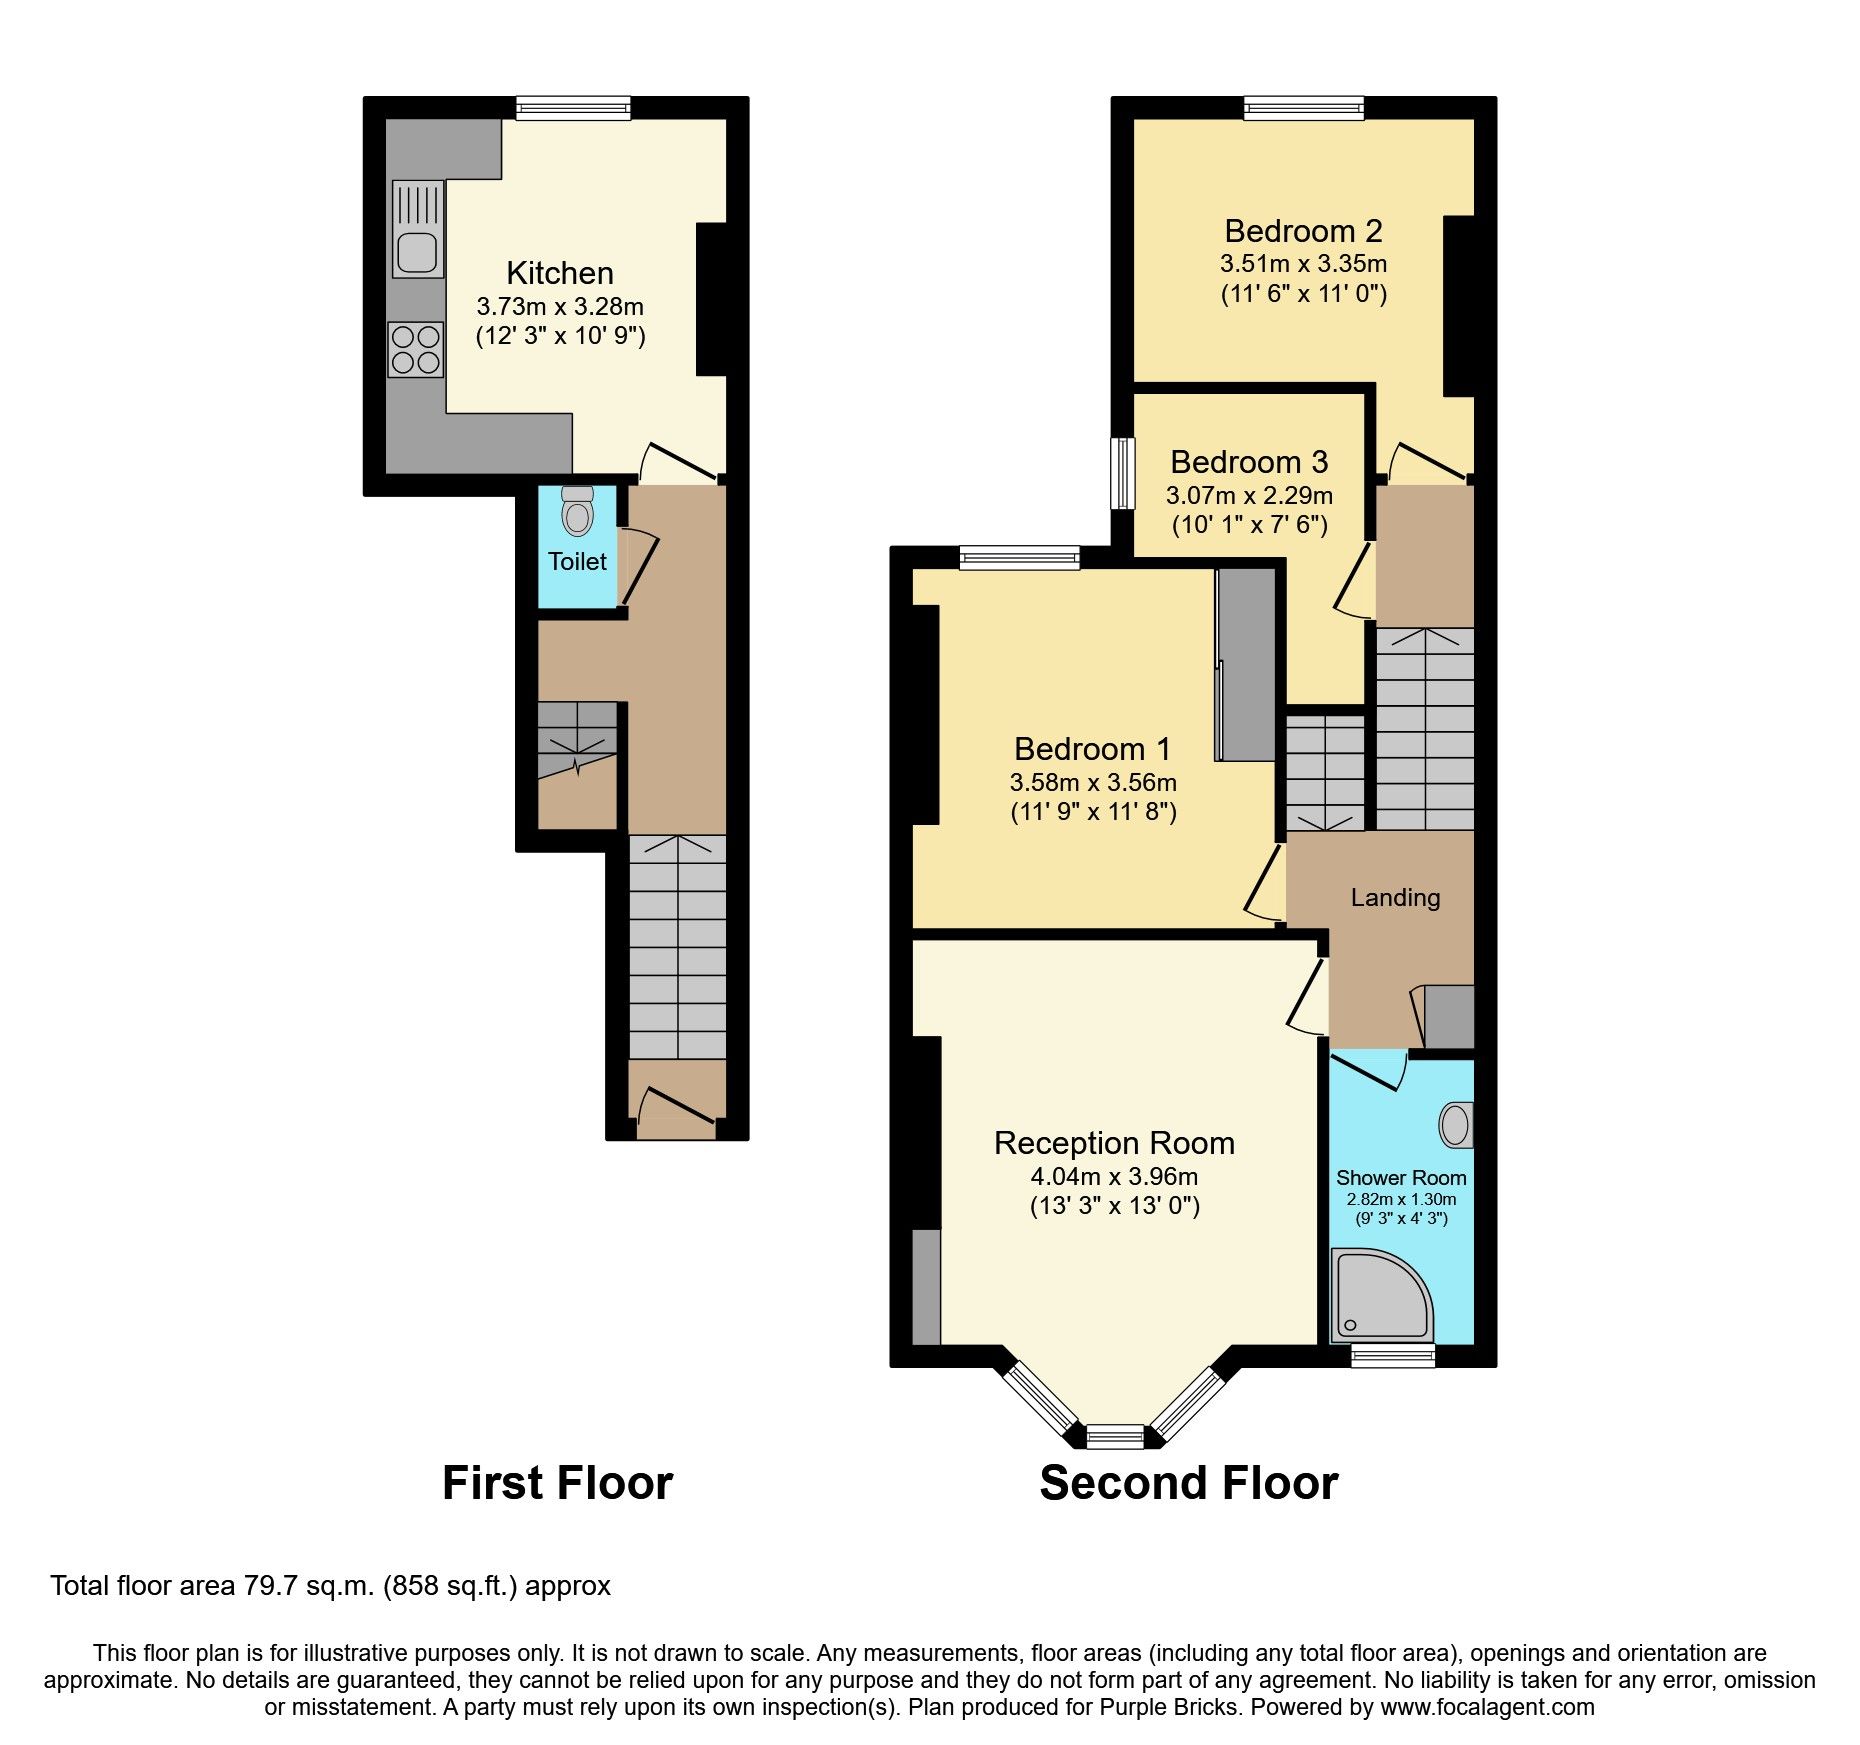 Kitchen
3.73m x 3.28m
(12' 3" x 10' 9")
Toilet
First Floor
Bedroom 2
3.51m x 3.35m
(11' 6" x 11' 0")
Bedroom 3
3.07m x 2.29m
(10' 1" x 7' 6")
Bedroom 1
3.58m x 3.56m
(11' 9" x 11' 8")
Landing
Reception Room
4.04m x 3.96m
(13' 3" x 13' 0")
Shower Room
2.82m x 1.30m
(9' 3" x 4' 3")
Second Floor
Total floor area 79.7 sq.m. (858 sq.ft.) approx
This floor plan is for illustrative purposes only. It is not drawn to scale. Any measurements, floor areas (including any total floor area), openings and orientation are
approximate. No details are guaranteed, they cannot be relied upon for any purpose and they do not form part of any agreement. No liability is taken for any error, omission
or misstatement. A party must rely upon its own inspection(s). Plan produced for Purple Bricks. Powered by www.focalagent.com